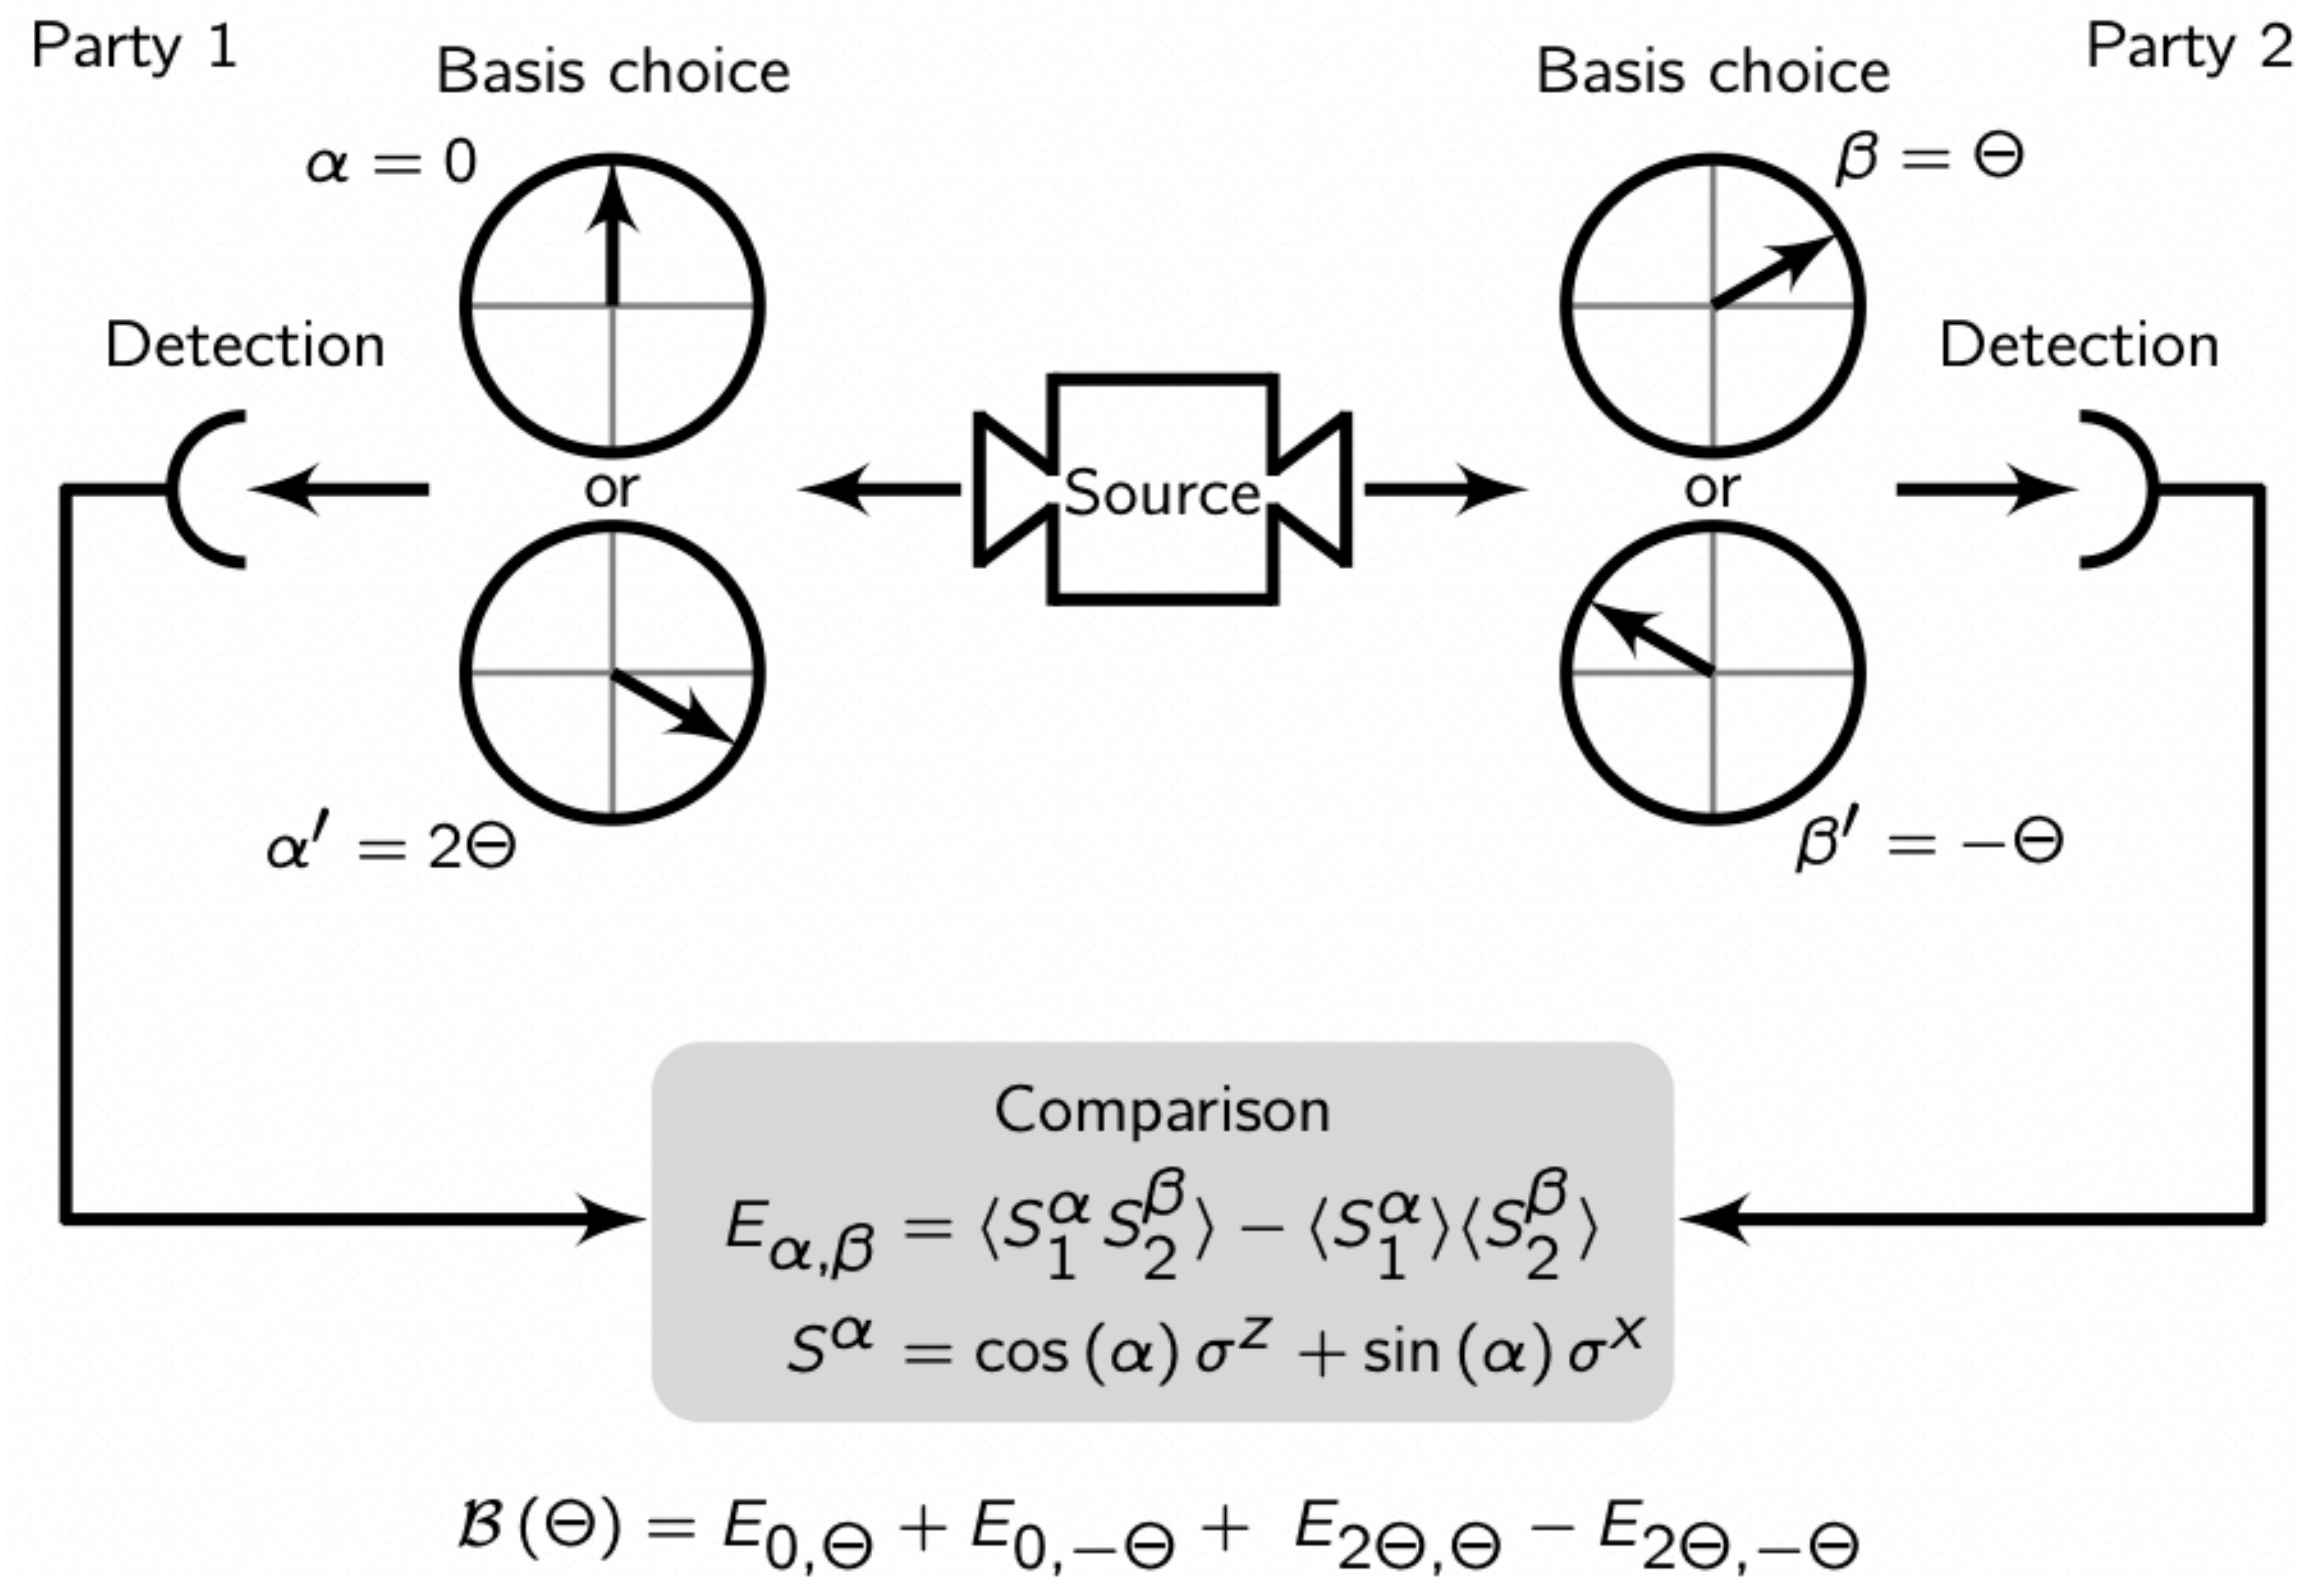 Party 1
Party 2
Basis choice
Basis choice
α = 0
β = Θ
Detection
Detection
or
Source
or
α′ = 2Θ
β′ = −Θ
Comparison
E_{α,β} = ⟨S_1^α S_2^β⟩ − ⟨S_1^α⟩⟨S_2^β⟩
S^α = cos (α) σ^z + sin (α) σ^x
ℬ (Θ) = E_{0,Θ} + E_{0,−Θ} + E_{2Θ,Θ} − E_{2Θ,−Θ}